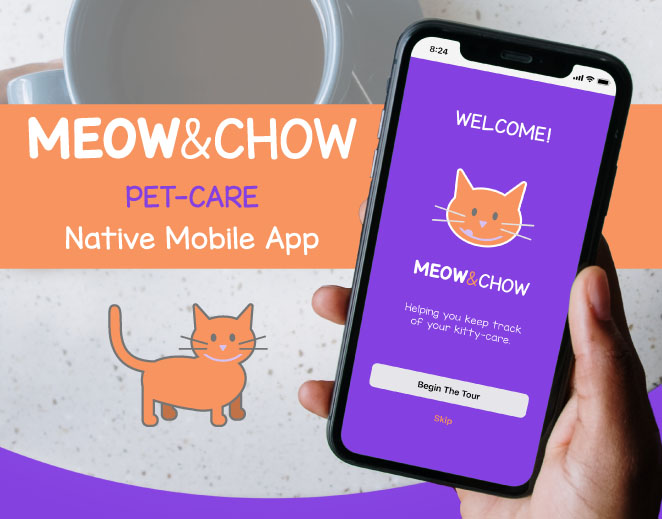 MEOW&CHOW
PET-CARE
Native Mobile App
8:24
WELCOME!
MEOW&CHOW
Helping you keep track
of your kitty-care.
Begin The Tour
Skip